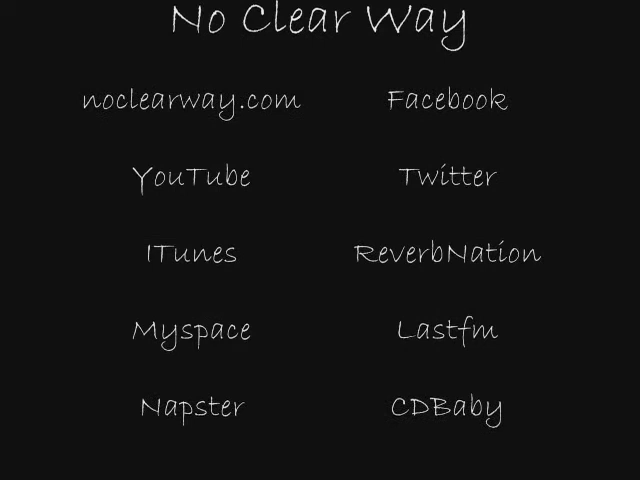 No Clear Way
noclearway.com Facebook
YouTube Twitter
ITunes ReverbNation
Myspace Lastfm
Napster CDBaby